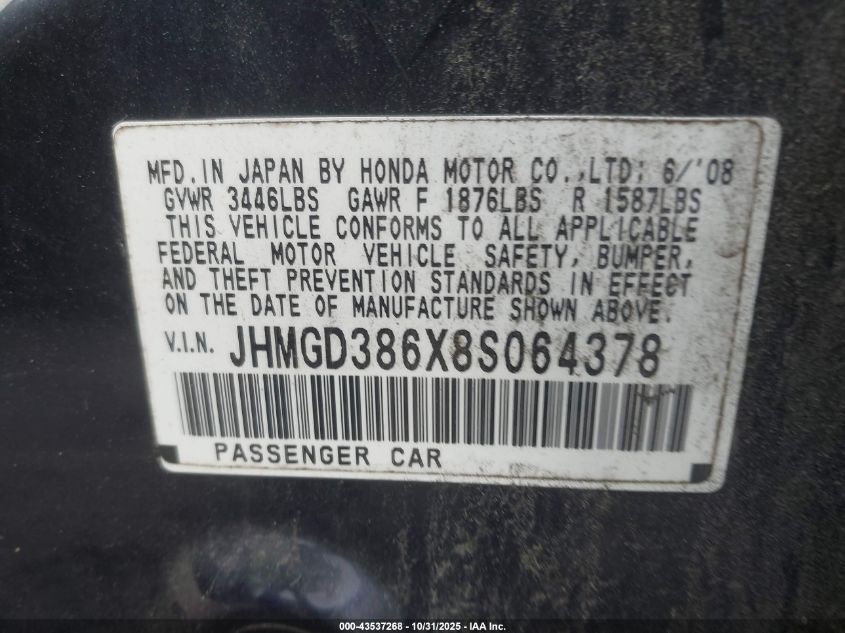 MFD. IN JAPAN BY HONDA MOTOR CO.,LTD; 6/'08
GVWR 3446LBS GAWR F 1876LBS R 1587LBS
THIS VEHICLE CONFORMS TO ALL APPLICABLE
FEDERAL MOTOR VEHICLE SAFETY, BUMPER,
AND THEFT PREVENTION STANDARDS IN EFFECT
ON THE DATE OF MANUFACTURE SHOWN ABOVE.
V.I.N. JHMGD386X8S064378
PASSENGER CAR
000-43537268 - 10/31/2025 - IAA Inc.